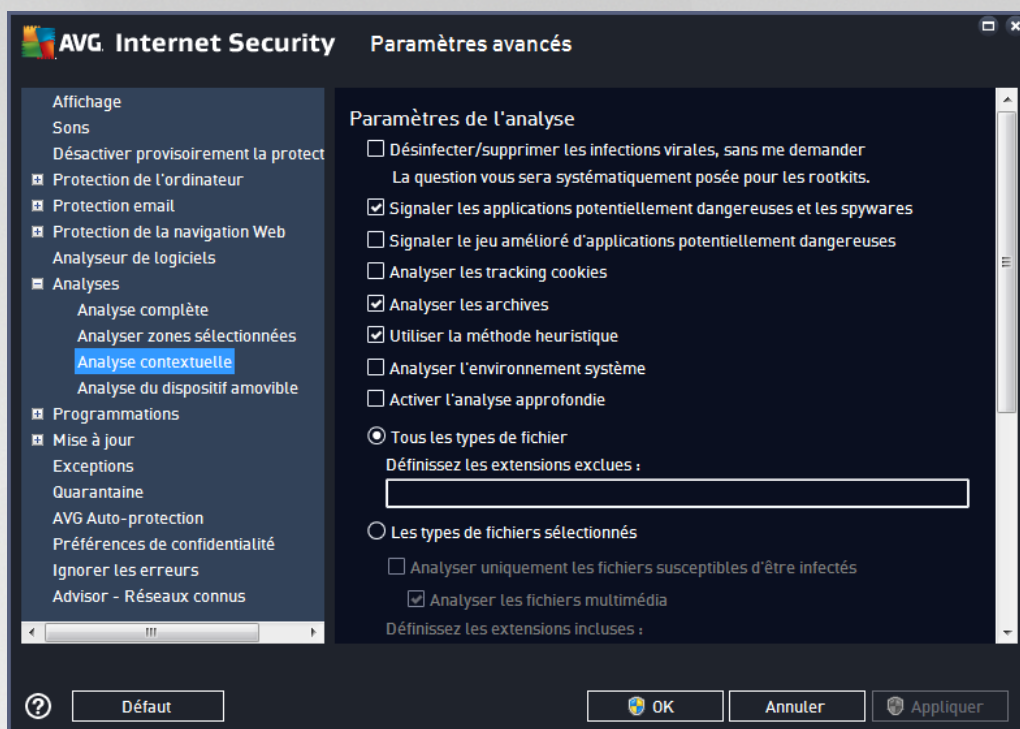 AVG. Internet Security
Paramètres avancés
Affichage
Sons
Désactiver provisoirement la protect
Protection de l'ordinateur
Protection email
Protection de la navigation Web
Analyseur de logiciels
Analyses
Analyse complète
Analyser zones sélectionnées
Analyse contextuelle
Analyse du dispositif amovible
Programmations
Mise à jour
Exceptions
Quarantaine
AVG Auto-protection
Préférences de confidentialité
Ignorer les erreurs
Advisor - Réseaux connus
Paramètres de l'analyse
Désinfecter/supprimer les infections virales, sans me demander
La question vous sera systématiquement posée pour les rootkits.
Signaler les applications potentiellement dangereuses et les spywares
Signaler le jeu amélioré d'applications potentiellement dangereuses
Analyser les tracking cookies
Analyser les archives
Utiliser la méthode heuristique
Analyser l'environnement système
Activer l'analyse approfondie
Tous les types de fichier
Définissez les extensions exclues :
Les types de fichiers sélectionnés
Analyser uniquement les fichiers susceptibles d'être infectés
Analyser les fichiers multimédia
Définissez les extensions incluses :
Défaut
OK
Annuler
Appliquer